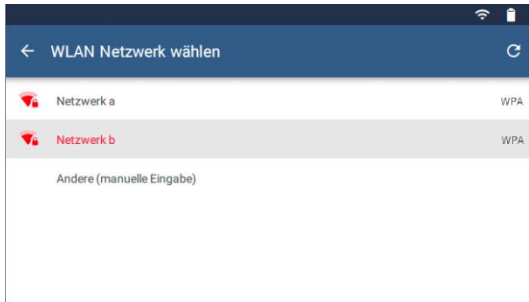 WLAN Netzwerk wählen
Netzwerk a WPA
Netzwerk b WPA
Andere (manuelle Eingabe)